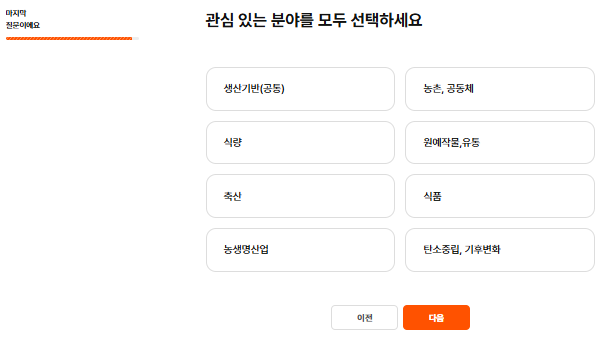 마지막
질문이에요
관심 있는 분야를 모두 선택하세요
생산기반(공통)
농촌, 공동체
식량
원예작물,유통
축산
식품
농생명산업
탄소중립, 기후변화
이전
다음